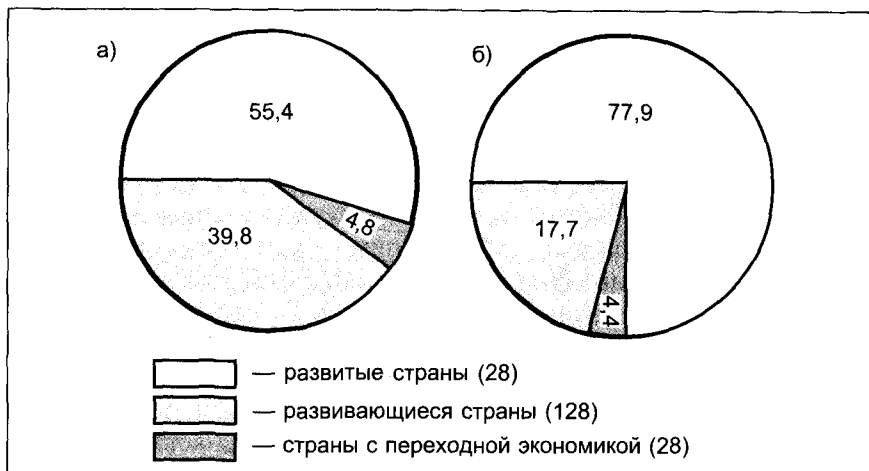 а)
55,4
4,8
39,8
б)
77,9
17,7
4,4
— развитые страны (28)
— развивающиеся страны (128)
— страны с переходной экономикой (28)